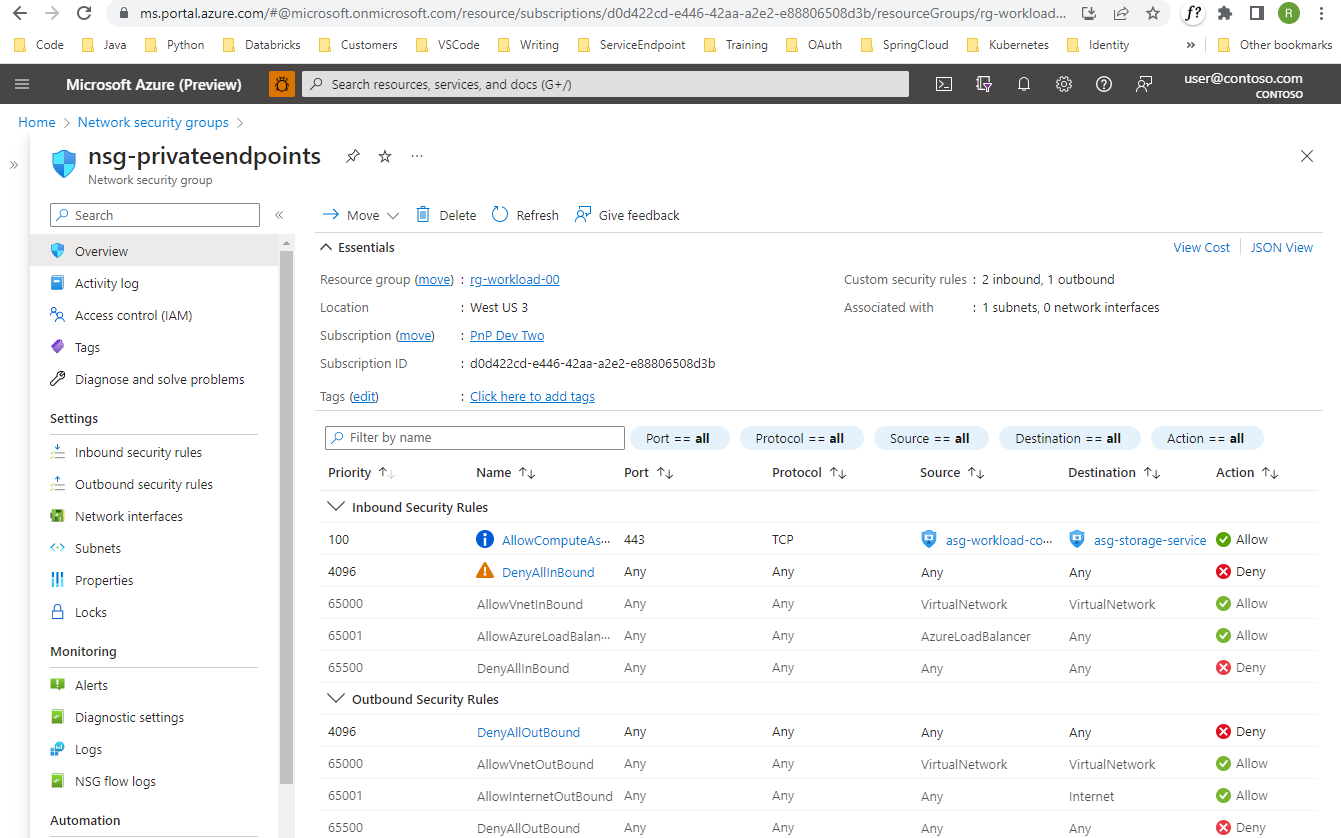 ms.portal.azure.com/#@microsoft.onmicrosoft.com/resource/subscriptions/d0d422cd-e446-42aa-a2e2-e88806508d3b/resourceGroups/rg-workload... f? R
Code Java Python Databricks Customers VSCode Writing ServiceEndpoint Training OAuth SpringCloud Kubernetes Identity » Other bookmarks
Microsoft Azure (Preview) Search resources, services, and docs (G+/) user@contoso.com
CONTOSO
Home > Network security groups >
nsg-privateendpoints ...
Network security group
Search «
Move Delete Refresh Give feedback
Overview
Activity log
Access control (IAM)
Tags
Diagnose and solve problems
Settings
Inbound security rules
Outbound security rules
Network interfaces
Subnets
Properties
Locks
Monitoring
Alerts
Diagnostic settings
Logs
NSG flow logs
Automation
Essentials View Cost JSON View
Resource group (move) : rg-workload-00 Custom security rules : 2 inbound, 1 outbound
Location : West US 3 Associated with : 1 subnets, 0 network interfaces
Subscription (move) : PnP Dev Two
Subscription ID : d0d422cd-e446-42aa-a2e2-e88806508d3b
Tags (edit) : Click here to add tags
Filter by name Port == all Protocol == all Source == all Destination == all Action == all
Priority Name Port Protocol Source Destination Action
Inbound Security Rules
100 AllowComputeAs... 443 TCP asg-workload-co... asg-storage-service Allow
4096 DenyAllInBound Any Any Any Any Deny
65000 AllowVnetInBound Any Any VirtualNetwork VirtualNetwork Allow
65001 AllowAzureLoadBalan... Any Any AzureLoadBalancer Any Allow
65500 DenyAllInBound Any Any Any Any Deny
Outbound Security Rules
4096 DenyAllOutBound Any Any Any Any Deny
65000 AllowVnetOutBound Any Any VirtualNetwork VirtualNetwork Allow
65001 AllowInternetOutBound Any Any Any Internet Allow
65500 DenyAllOutBound Any Any Any Any Deny